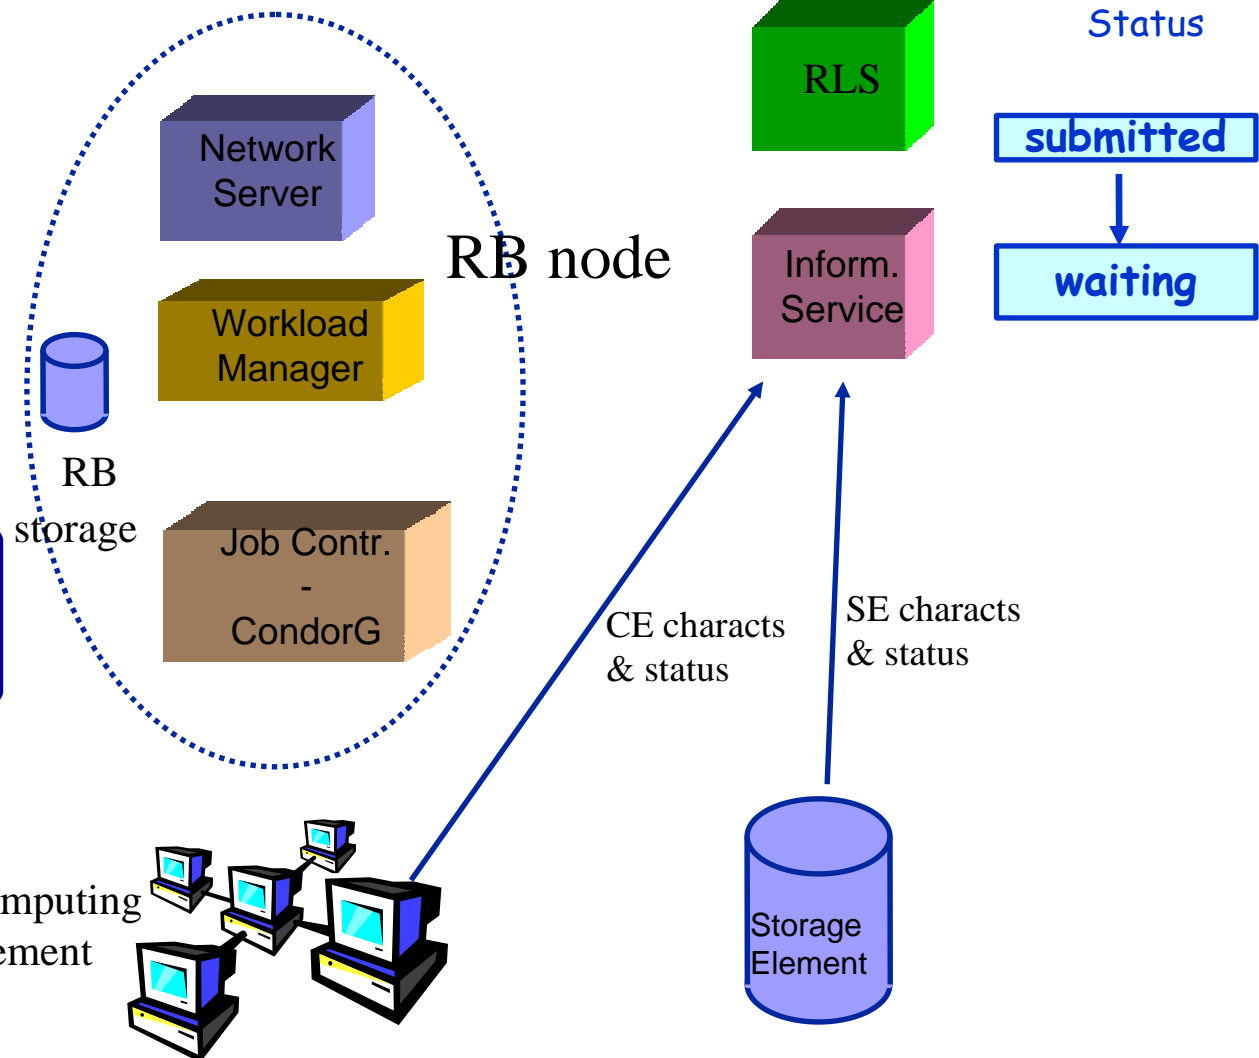 Status
RLS
submitted
Network
Server
RB node
Inform.
Service
waiting
Workload
Manager
RB
storage
Job Contr.
-
CondorG
CE characts
& status
SE characts
& status
mputing
ement
Storage
Element